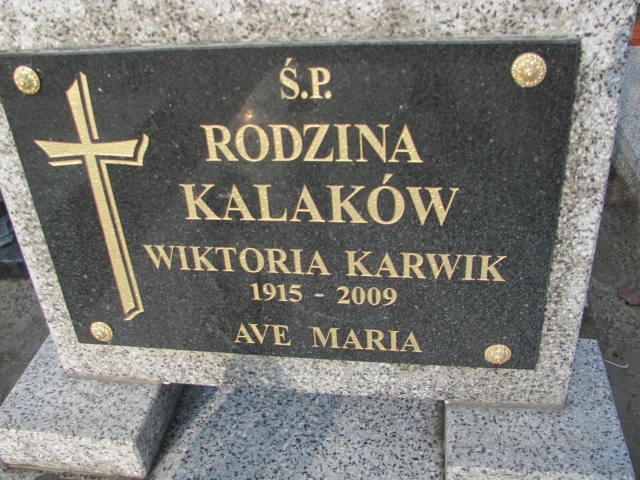 Ś.P.
RODZINA
KALAKÓW
WIKTORIA KARWIK
1915 - 2009
AVE MARIA